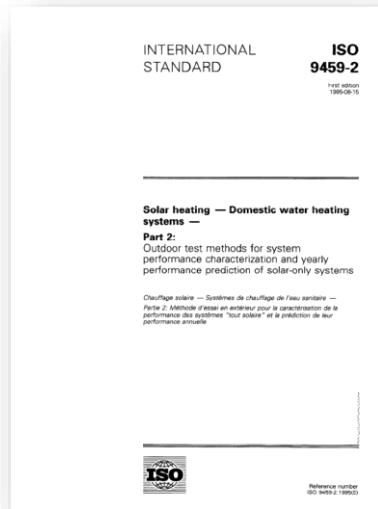 INTERNATIONAL
STANDARD
ISO
9459-2
First edition
1995-08-15
Solar heating — Domestic water heating
systems —
Part 2:
Outdoor test methods for system
performance characterization and yearly
performance prediction of solar-only systems
Chauffage solaire — Systèmes de chauffage de l'eau sanitaire —
Partie 2: Méthode d'essai en extérieur pour la caractérisation de la
performance des systèmes "tout solaire" et la prédiction de leur
performance annuelle
ISO
Reference number
ISO 9459-2:1995(E)